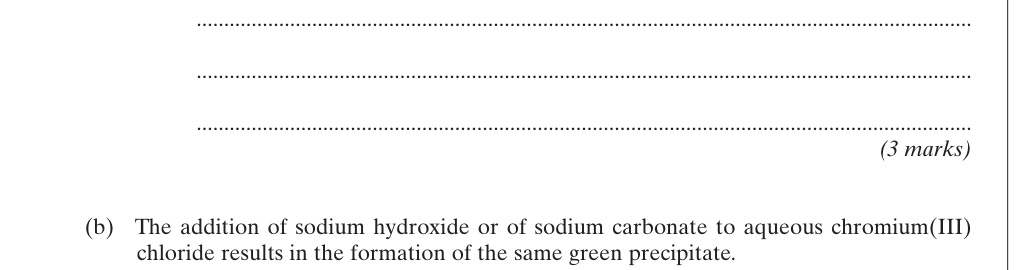 (3 marks)
(b) The addition of sodium hydroxide or of sodium carbonate to aqueous chromium(III)
chloride results in the formation of the same green precipitate.